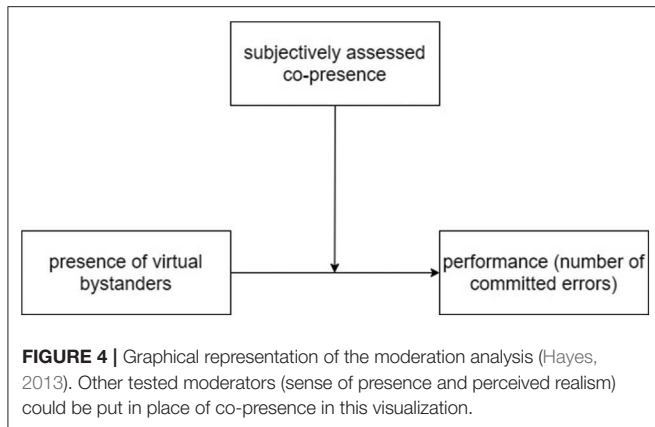 subjectively assessed
co-presence
presence of virtual
bystanders
performance (number of
committed errors)
FIGURE 4 | Graphical representation of the moderation analysis (Hayes,
2013). Other tested moderators (sense of presence and perceived realism)
could be put in place of co-presence in this visualization.